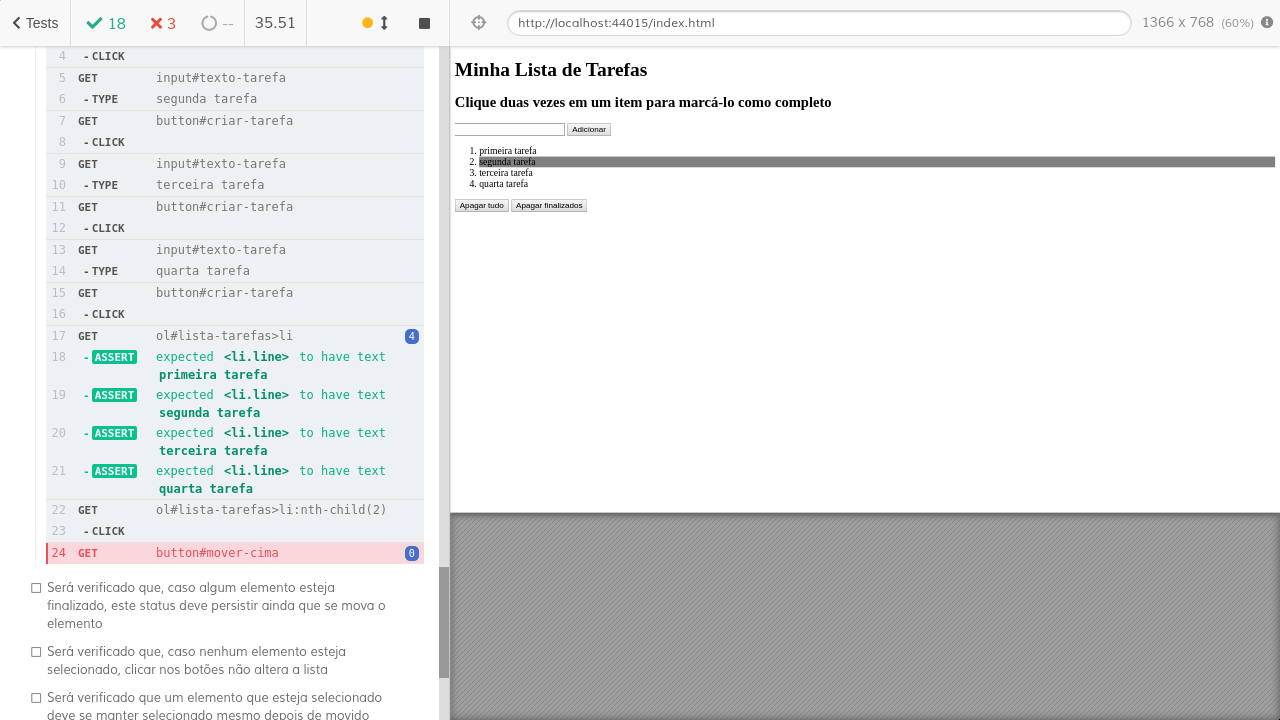 Tests 18 3 -- 35.51
http://localhost:44015/index.html 1366 x 768 (60%)
4 - CLICK
5 GET input#texto-tarefa
6 - TYPE segunda tarefa
7 GET button#criar-tarefa
8 - CLICK
9 GET input#texto-tarefa
10 - TYPE terceira tarefa
11 GET button#criar-tarefa
12 - CLICK
13 GET input#texto-tarefa
14 - TYPE quarta tarefa
15 GET button#criar-tarefa
16 - CLICK
17 GET ol#lista-tarefas>li 4
18 - ASSERT expected <li.line> to have text
primeira tarefa
19 - ASSERT expected <li.line> to have text
segunda tarefa
20 - ASSERT expected <li.line> to have text
terceira tarefa
21 - ASSERT expected <li.line> to have text
quarta tarefa
22 GET ol#lista-tarefas>li:nth-child(2)
23 - CLICK
24 GET button#mover-cima 0
Será verificado que, caso algum elemento esteja
finalizado, este status deve persistir ainda que se mova o
elemento
Será verificado que, caso nenhum elemento esteja
selecionado, clicar nos botões não altera a lista
Será verificado que um elemento que esteja selecionado
deve se manter selecionado mesmo depois de movido
Minha Lista de Tarefas
Clique duas vezes em um item para marcá-lo como completo
Adicionar
1. primeira tarefa
2. segunda tarefa
3. terceira tarefa
4. quarta tarefa
Apagar tudo Apagar finalizados